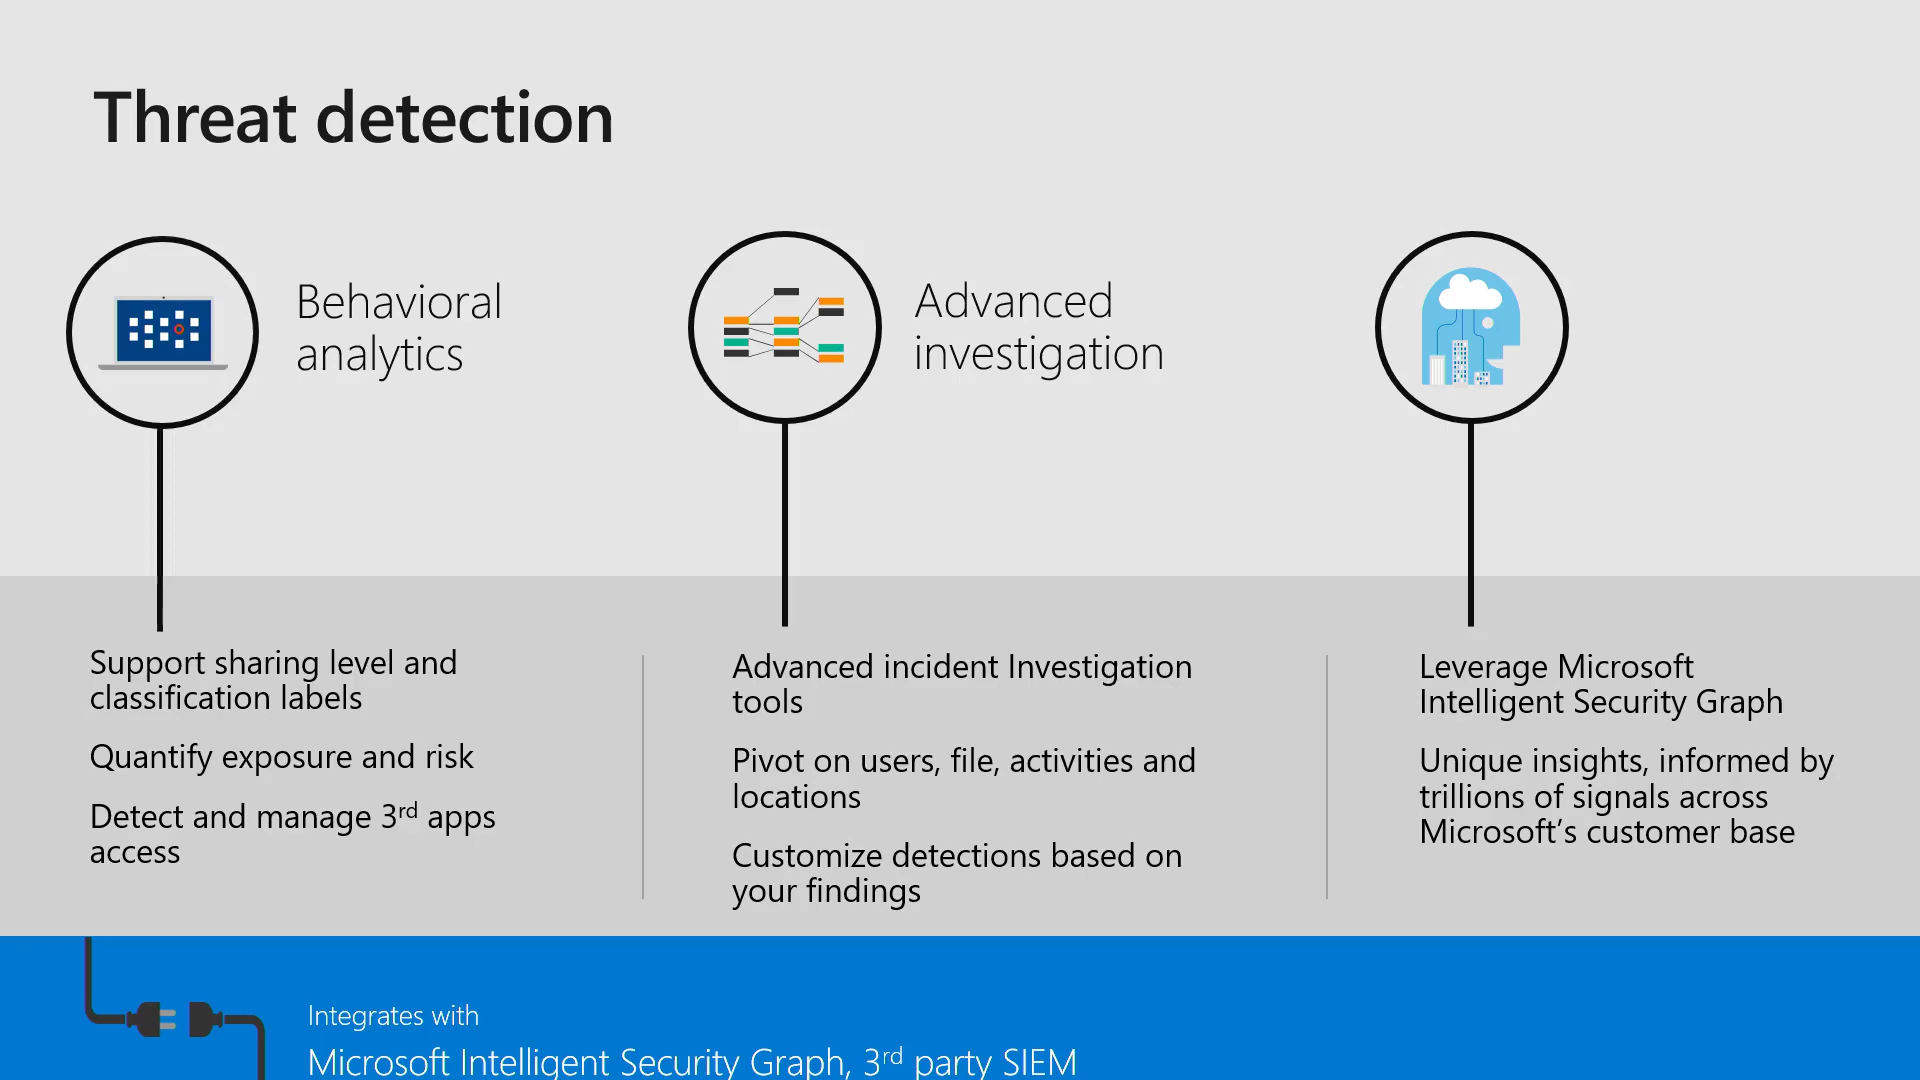 Threat detection
Behavioral
analytics
Advanced
investigation
Support sharing level and
classification labels
Quantify exposure and risk
Detect and manage 3rd apps
access
Advanced incident Investigation
tools
Pivot on users, file, activities and
locations
Customize detections based on
your findings
Leverage Microsoft
Intelligent Security Graph
Unique insights, informed by
trillions of signals across
Microsoft’s customer base
Integrates with
Microsoft Intelligent Security Graph, 3rd party SIEM